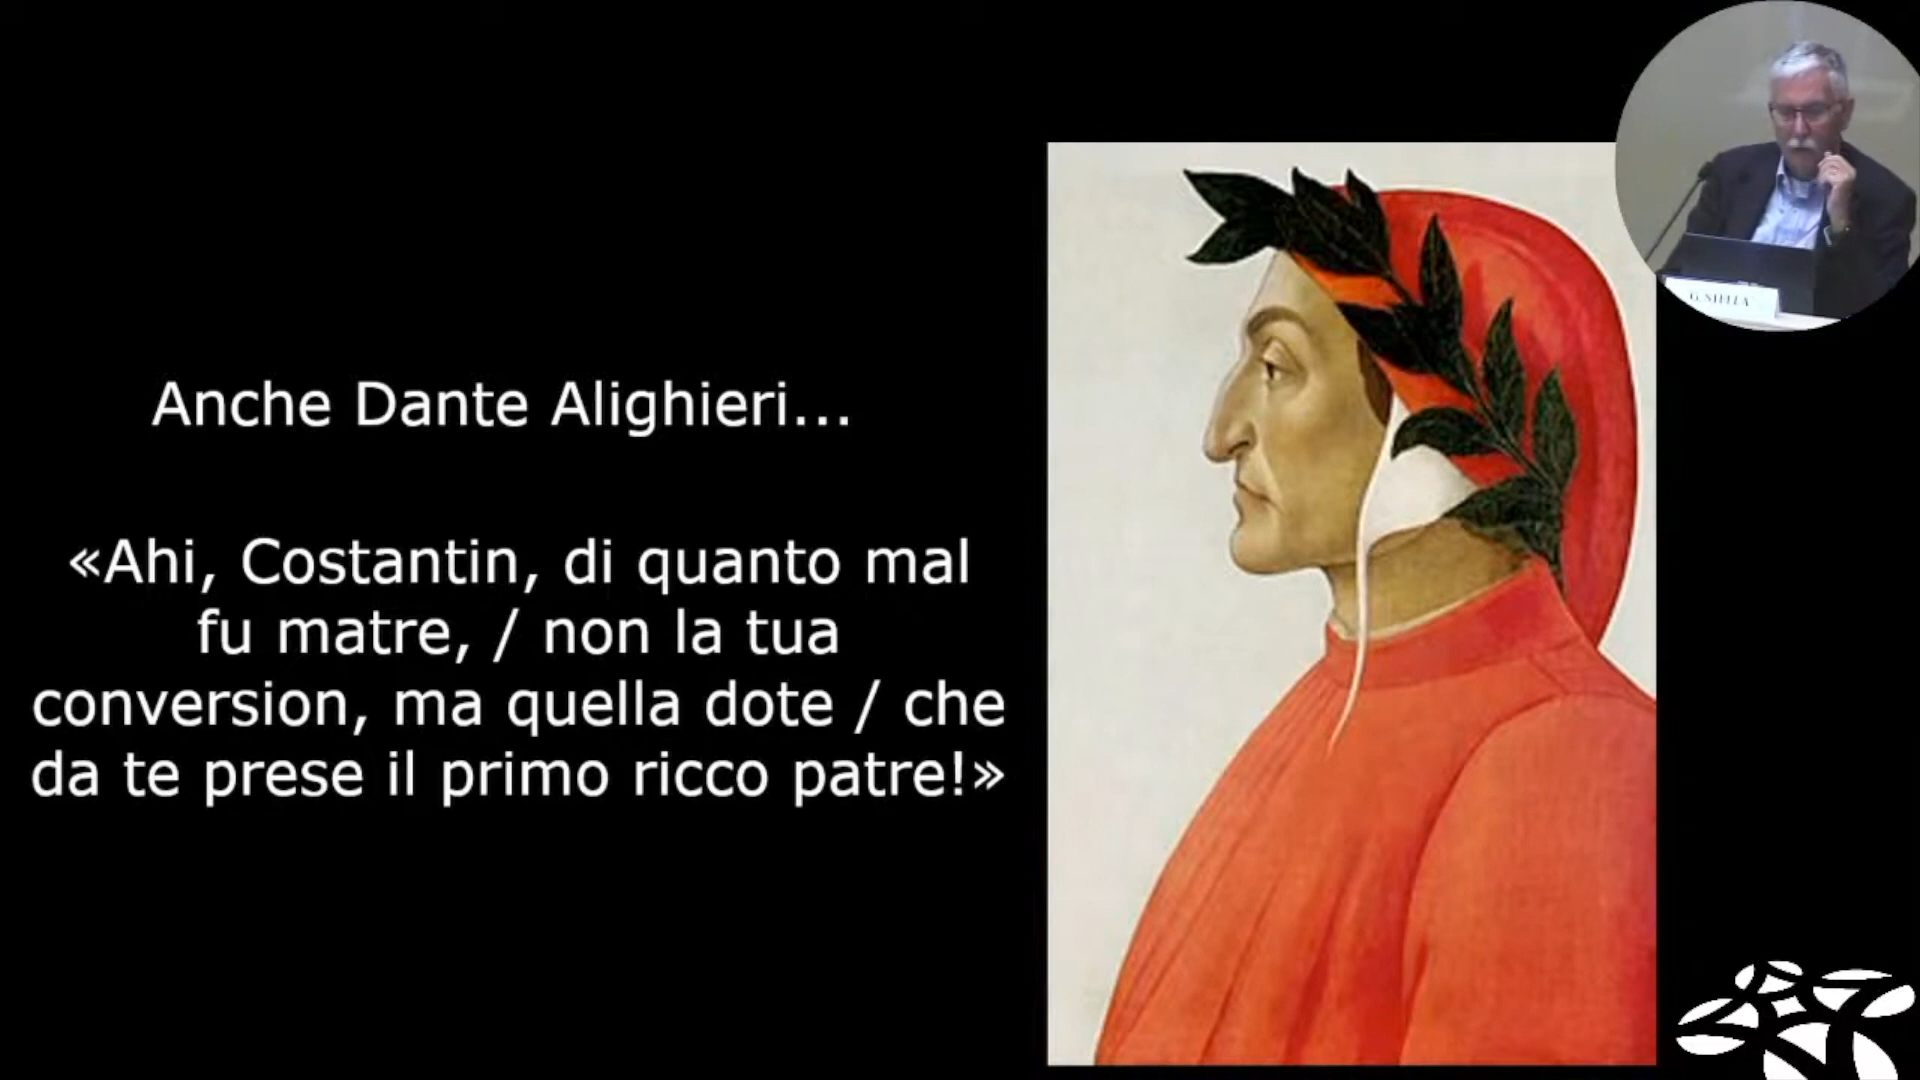 Anche Dante Alighieri...
«Ahi, Costantin, di quanto mal
fu matre, / non la tua
conversion, ma quella dote / che
da te prese il primo ricco patre!»
G. STELLA